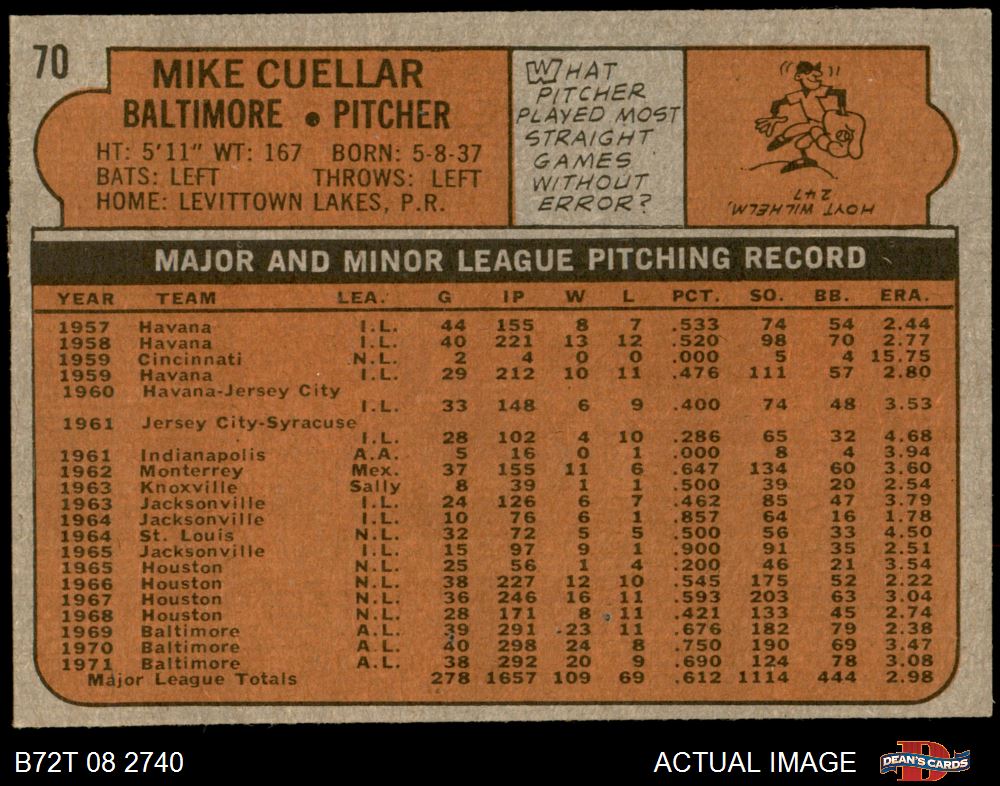 70
MIKE CUELLAR
BALTIMORE • PITCHER
HT: 5'11" WT: 167 BORN: 5-8-37
BATS: LEFT THROWS: LEFT
HOME: LEVITTOWN LAKES, P.R.
WHAT
PITCHER
PLAYED MOST
STRAIGHT
GAMES
WITHOUT
ERROR?
HOYT WILHELM,
247
MAJOR AND MINOR LEAGUE PITCHING RECORD
YEAR TEAM LEA. G IP W L PCT. SO. BB. ERA.
1957 Havana I.L. 44 155 8 7 .533 74 54 2.44
1958 Havana I.L. 40 221 13 12 .520 98 70 2.77
1959 Cincinnati N.L. 2 4 0 0 .000 5 4 15.75
1959 Havana I.L. 29 212 10 11 .476 111 57 2.80
1960 Havana-Jersey City
I.L. 33 148 6 9 .400 74 48 3.53
1961 Jersey City-Syracuse
I.L. 28 102 4 10 .286 65 32 4.68
1961 Indianapolis A.A. 5 16 0 1 .000 8 4 3.94
1962 Monterrey Mex. 37 155 11 6 .647 134 60 3.60
1963 Knoxville Sally 8 39 1 1 .500 39 20 2.54
1963 Jacksonville I.L. 24 126 6 7 .462 85 47 3.79
1964 Jacksonville I.L. 10 76 6 1 .857 64 16 1.78
1964 St. Louis N.L. 32 72 5 5 .500 56 33 4.50
1965 Jacksonville I.L. 15 97 9 1 .900 91 35 2.51
1965 Houston N.L. 25 56 1 4 .200 46 21 3.54
1966 Houston N.L. 38 227 12 10 .545 175 52 2.22
1967 Houston N.L. 36 246 16 11 .593 203 63 3.04
1968 Houston N.L. 28 171 8 11 .421 133 45 2.74
1969 Baltimore A.L. 39 291 23 11 .676 182 79 2.38
1970 Baltimore A.L. 40 298 24 8 .750 190 69 3.47
1971 Baltimore A.L. 38 292 20 9 .690 124 78 3.08
Major League Totals 278 1657 109 69 .612 1114 444 2.98
B72T 08 2740 ACTUAL IMAGE D DEAN'S CARDS